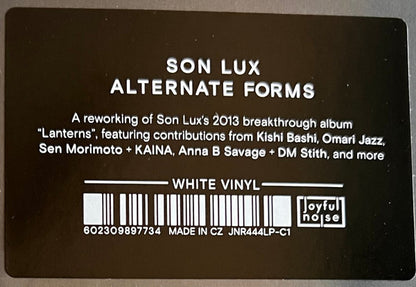 SON LUX
ALTERNATE FORMS
A reworking of Son Lux's 2013 breakthrough album
"Lanterns", featuring contributions from Kishi Bashi, Omari Jazz,
Sen Morimoto + KAINA, Anna B Savage + DM Stith, and more
WHITE VINYL
joyful
noise
602309897734 MADE IN CZ JNR444LP-C1